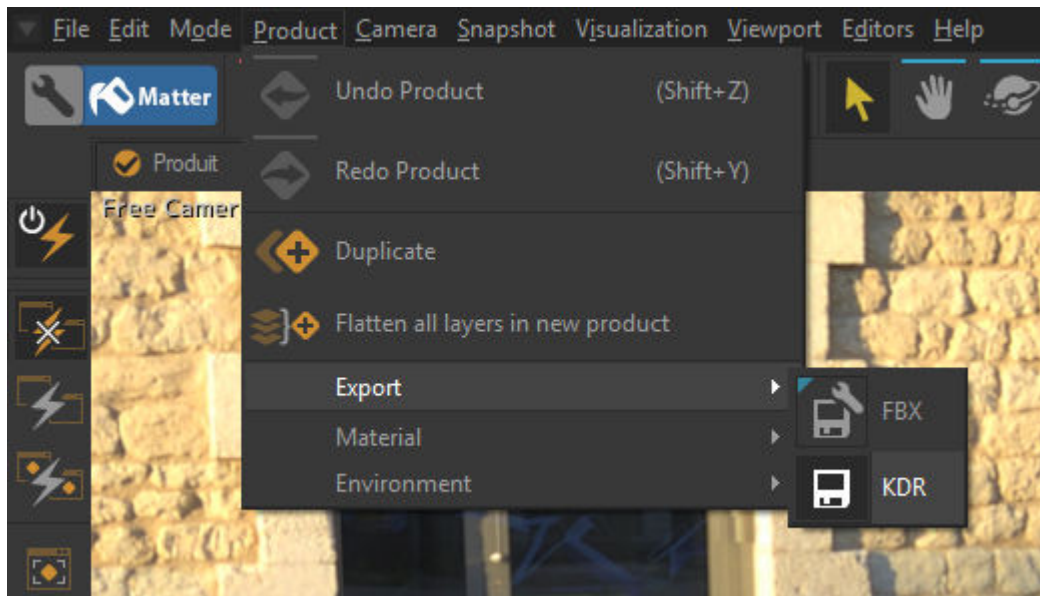 File Edit Mode Product Camera Snapshot Visualization Viewport Editors Help
Matter
Undo Product (Shift+Z)
Produit
Redo Product (Shift+Y)
Free Camer
Duplicate
Flatten all layers in new product
Export
FBX
Material
Environment
KDR